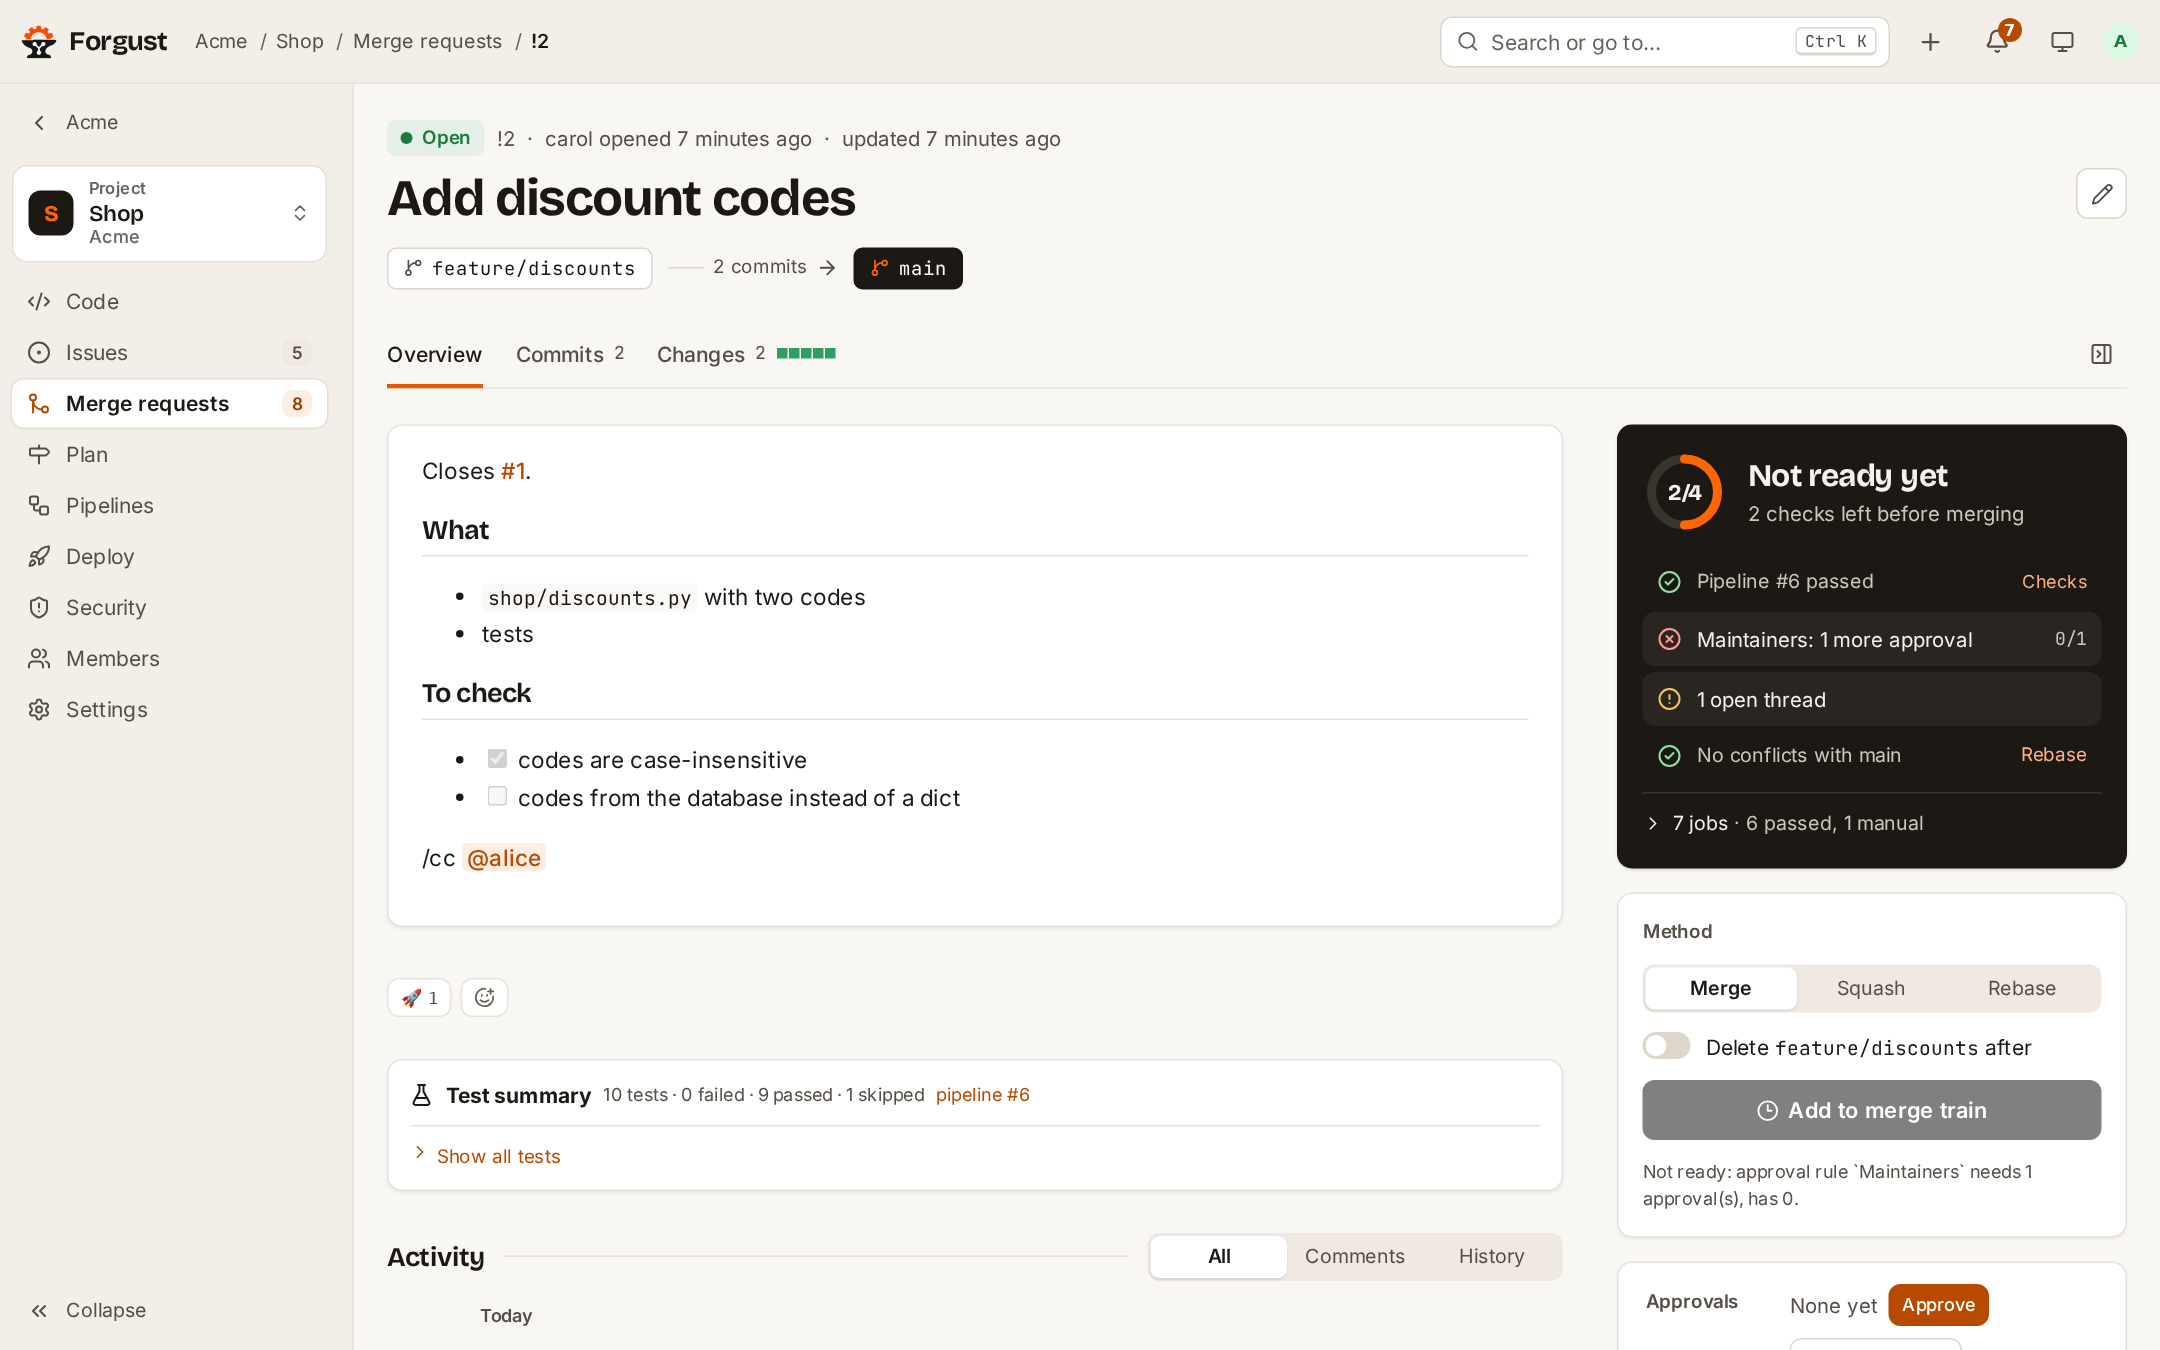 Forgust
Acme / Shop / Merge requests / !2
Search or go to...
Ctrl K
7
A
Acme
Project
S
Shop
Acme
Code
Issues 5
Merge requests 8
Plan
Pipelines
Deploy
Security
Members
Settings
Collapse
Open !2 · carol opened 7 minutes ago · updated 7 minutes ago
Add discount codes
feature/discounts 2 commits → main
Overview Commits 2 Changes 2
Closes #1.
What
• shop/discounts.py with two codes
• tests
To check
• codes are case-insensitive
• codes from the database instead of a dict
/cc @alice
🚀 1
Test summary 10 tests · 0 failed · 9 passed · 1 skipped pipeline #6
Show all tests
Activity
All Comments History
Today
2/4
Not ready yet
2 checks left before merging
Pipeline #6 passed Checks
Maintainers: 1 more approval 0/1
1 open thread
No conflicts with main Rebase
7 jobs · 6 passed, 1 manual
Method
Merge Squash Rebase
Delete feature/discounts after
Add to merge train
Not ready: approval rule `Maintainers` needs 1
approval(s), has 0.
Approvals None yet Approve